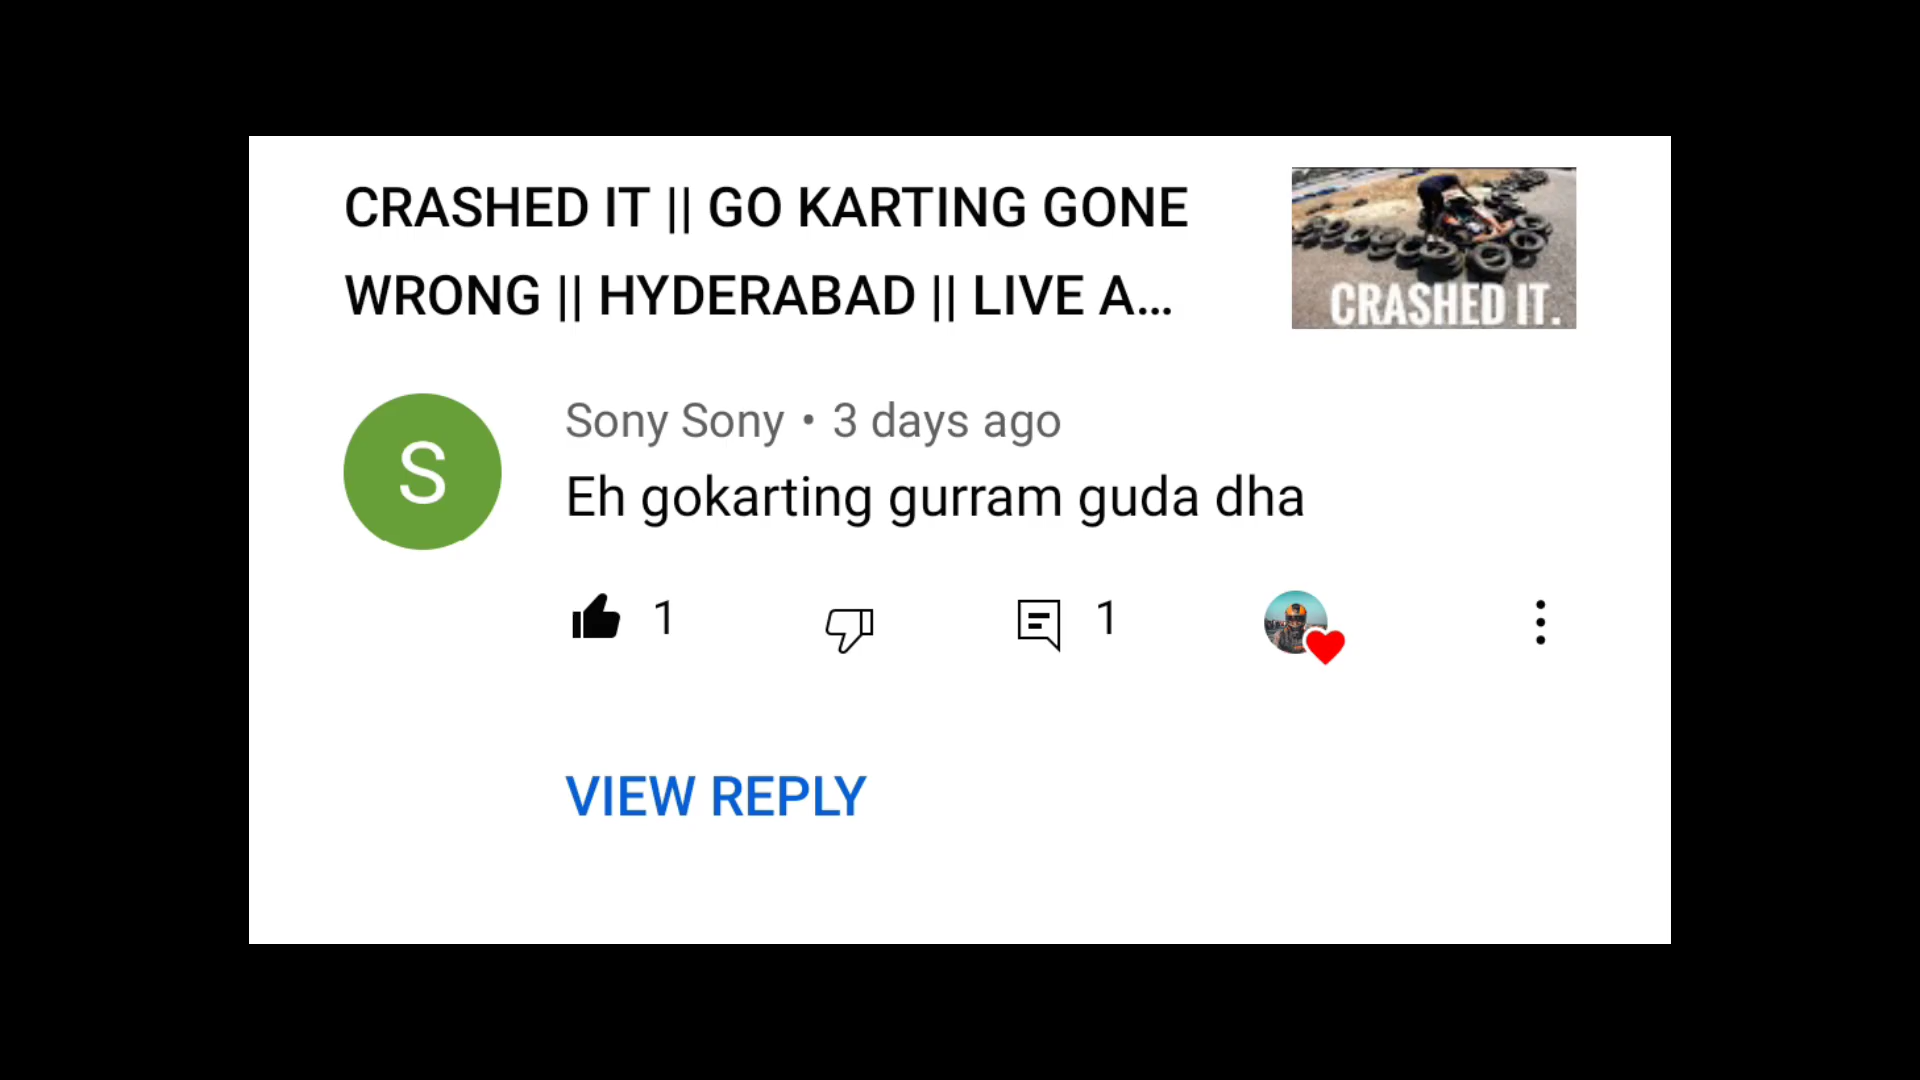 CRASHED IT || GO KARTING GONE
WRONG || HYDERABAD || LIVE A...
CRASHED IT.
S
Sony Sony • 3 days ago
Eh gokarting gurram guda dha
1
1
VIEW REPLY